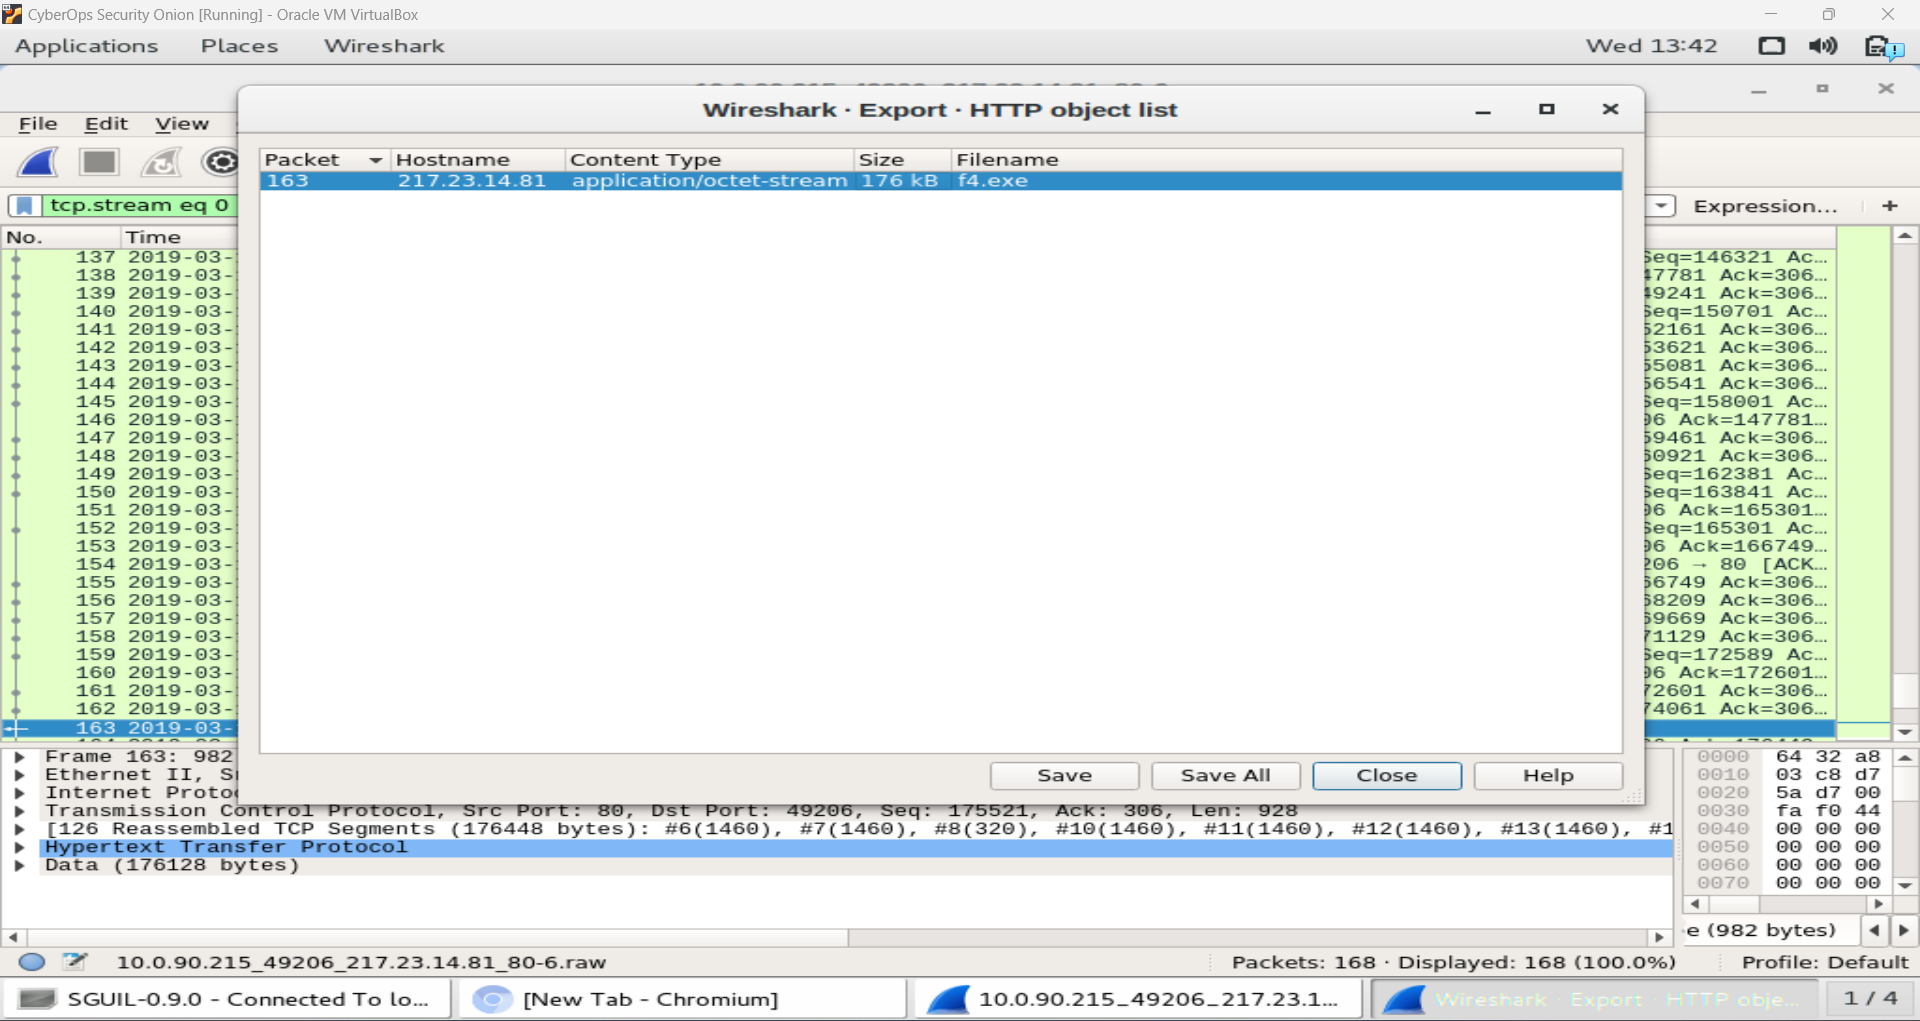 CyberOps Security Onion [Running] - Oracle VM VirtualBox
Applications Places Wireshark Wed 13:42
Wireshark · Export · HTTP object list
File Edit View
Packet Hostname Content Type Size Filename
163 217.23.14.81 application/octet-stream 176 kB f4.exe
tcp.stream eq 0 Expression... +
No. Time
137 2019-03- Seq=146321 Ac…
138 2019-03- 47781 Ack=306…
139 2019-03- 49241 Ack=306…
140 2019-03- Seq=150701 Ac…
141 2019-03- 52161 Ack=306…
142 2019-03- 53621 Ack=306…
143 2019-03- 55081 Ack=306…
144 2019-03- 56541 Ack=306…
145 2019-03- Seq=158001 Ac…
146 2019-03- 06 Ack=147781…
147 2019-03- 59461 Ack=306…
148 2019-03- 60921 Ack=306…
149 2019-03- Seq=162381 Ac…
150 2019-03- Seq=163841 Ac…
151 2019-03- 06 Ack=165301…
152 2019-03- Seq=165301 Ac…
153 2019-03- 06 Ack=166749…
154 2019-03- 206 → 80 [ACK…
155 2019-03- 66749 Ack=306…
156 2019-03- 68209 Ack=306…
157 2019-03- 69669 Ack=306…
158 2019-03- 71129 Ack=306…
159 2019-03- Seq=172589 Ac…
160 2019-03- 06 Ack=172601…
161 2019-03- 72601 Ack=306…
162 2019-03- 74061 Ack=306…
163 2019-03-
Save Save All Close Help
Frame 163: 982
Ethernet II, S
Internet Proto
Transmission Control Protocol, Src Port: 80, Dst Port: 49206, Seq: 175521, Ack: 306, Len: 928
[126 Reassembled TCP Segments (176448 bytes): #6(1460), #7(1460), #8(320), #10(1460), #11(1460), #12(1460), #13(1460), #1
Hypertext Transfer Protocol
Data (176128 bytes)
0000 64 32 a8
0010 03 c8 d7
0020 5a d7 00
0030 fa f0 44
0040 00 00 00
0050 00 00 00
0060 00 00 00
0070 00 00 00
e (982 bytes)
10.0.90.215_49206_217.23.14.81_80-6.raw Packets: 168 · Displayed: 168 (100.0%) Profile: Default
SGUIL-0.9.0 - Connected To lo... [New Tab - Chromium] 10.0.90.215_49206_217.23.1... Wireshark · Export · HTTP obje... 1 / 4